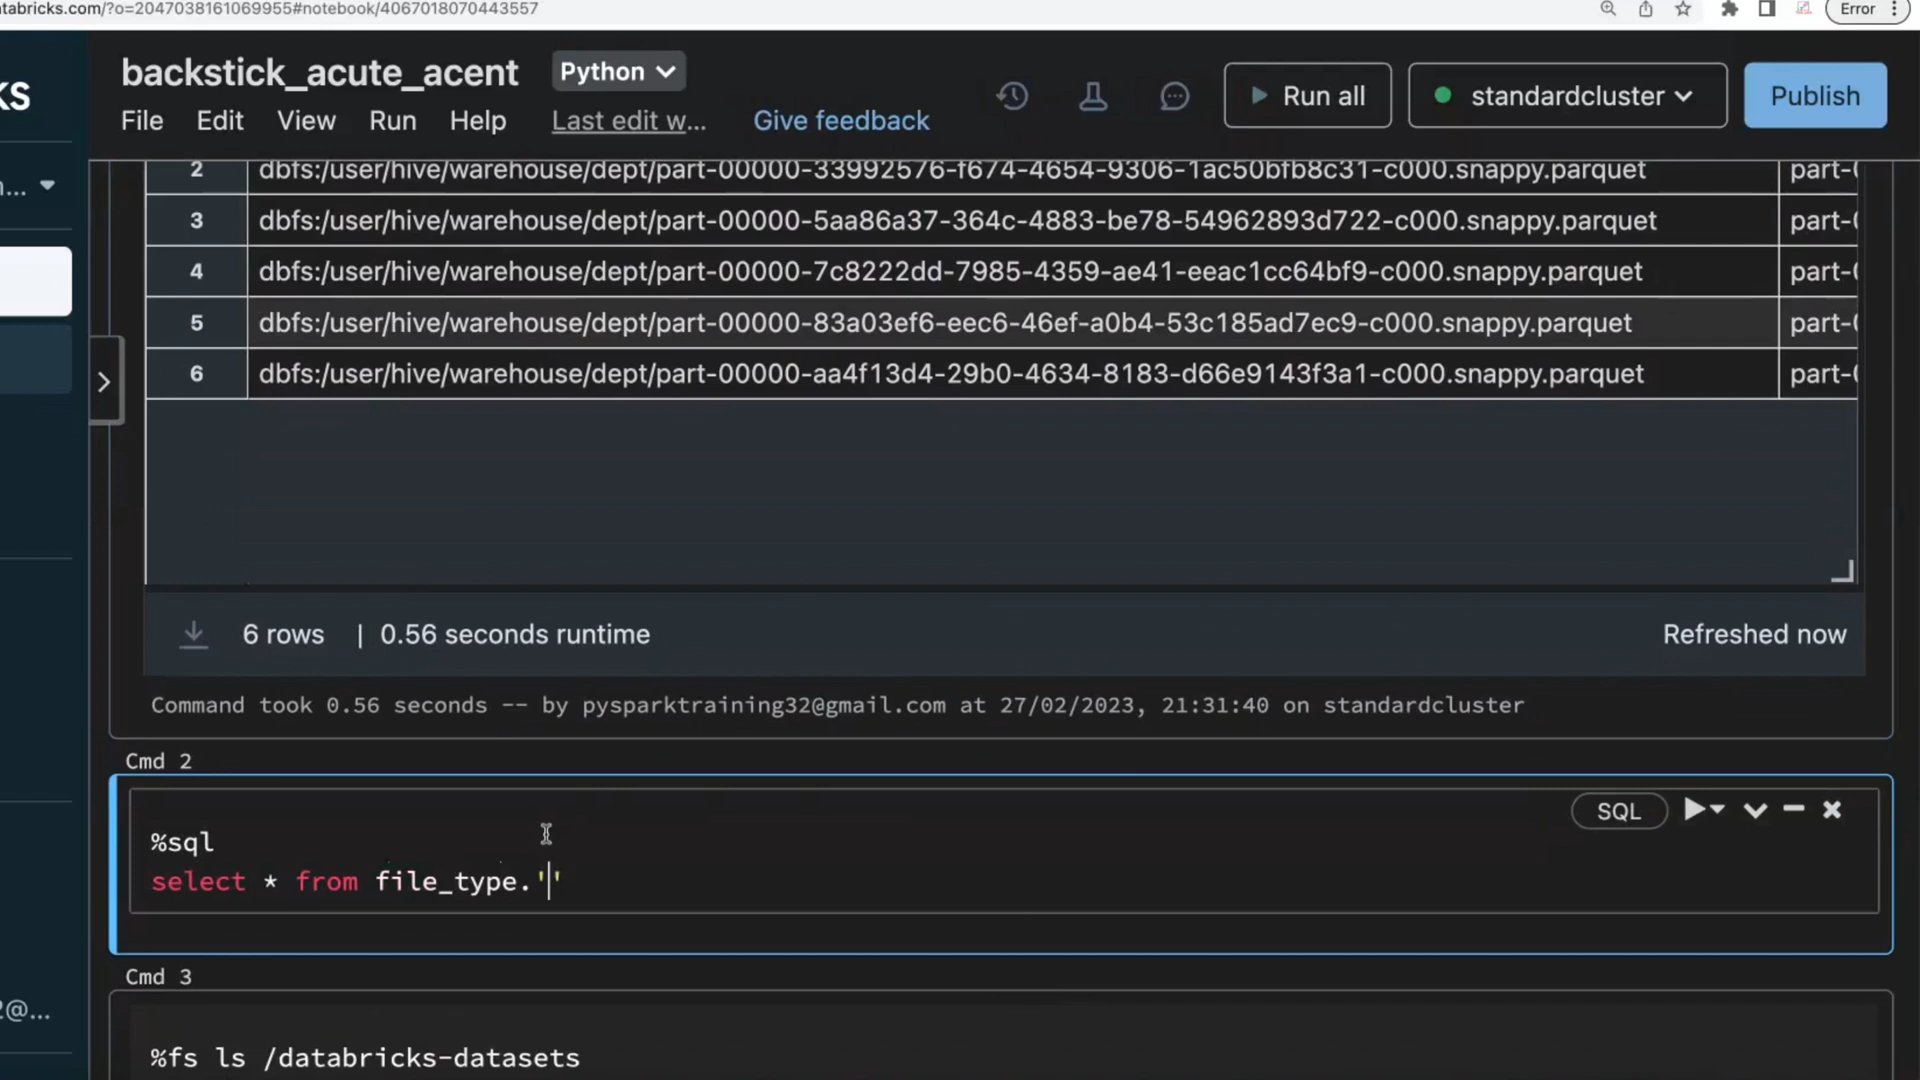 tabricks.com/?o=2047038161069955#notebook/4067018070443557
Error
KS
backstick_acute_acent
Python
File Edit View Run Help Last edit w... Give feedback
Run all
standardcluster
Publish
n...
2 dbfs:/user/hive/warehouse/dept/part-00000-33992576-f674-4654-9306-1ac50bfb8c31-c000.snappy.parquet part-0
3 dbfs:/user/hive/warehouse/dept/part-00000-5aa86a37-364c-4883-be78-54962893d722-c000.snappy.parquet part-0
4 dbfs:/user/hive/warehouse/dept/part-00000-7c8222dd-7985-4359-ae41-eeac1cc64bf9-c000.snappy.parquet part-0
5 dbfs:/user/hive/warehouse/dept/part-00000-83a03ef6-eec6-46ef-a0b4-53c185ad7ec9-c000.snappy.parquet part-0
6 dbfs:/user/hive/warehouse/dept/part-00000-aa4f13d4-29b0-4634-8183-d66e9143f3a1-c000.snappy.parquet part-0
6 rows | 0.56 seconds runtime Refreshed now
Command took 0.56 seconds -- by pysparktraining32@gmail.com at 27/02/2023, 21:31:40 on standardcluster
Cmd 2
SQL
%sql
select * from file_type.''
Cmd 3
2@...
%fs ls /databricks-datasets